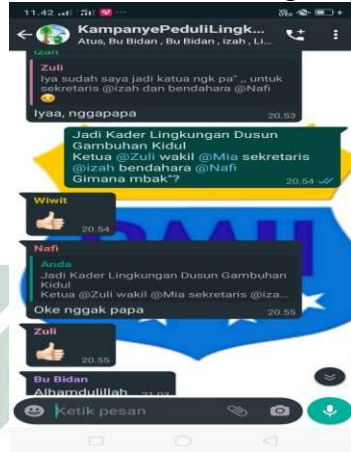 11.42
KampanyePeduliLingk...
Atus, Bu Bidan , Bu Bidan , izah , Li...
izah
Zuli
Iya sudah saya jadi katua ngk pa" ,, untuk
sekretaris @izah dan bendahara @Nafi
Iyaa, nggapapa
20.53
Jadi Kader Lingkungan Dusun
Gambuhan Kidul
Ketua @Zuli wakil @Mia sekretaris
@izah bendahara @Nafi
Gimana mbak"?
20.54
Wiwit
20.54
Nafi
Anda
Jadi Kader Lingkungan Dusun Gambuhan
Kidul
Ketua @Zuli wakil @Mia sekretaris @iza...
Oke nggak papa
20.55
Zuli
20.55
Bu Bidan
Alhamdulillah
21.03
Ketik pesan